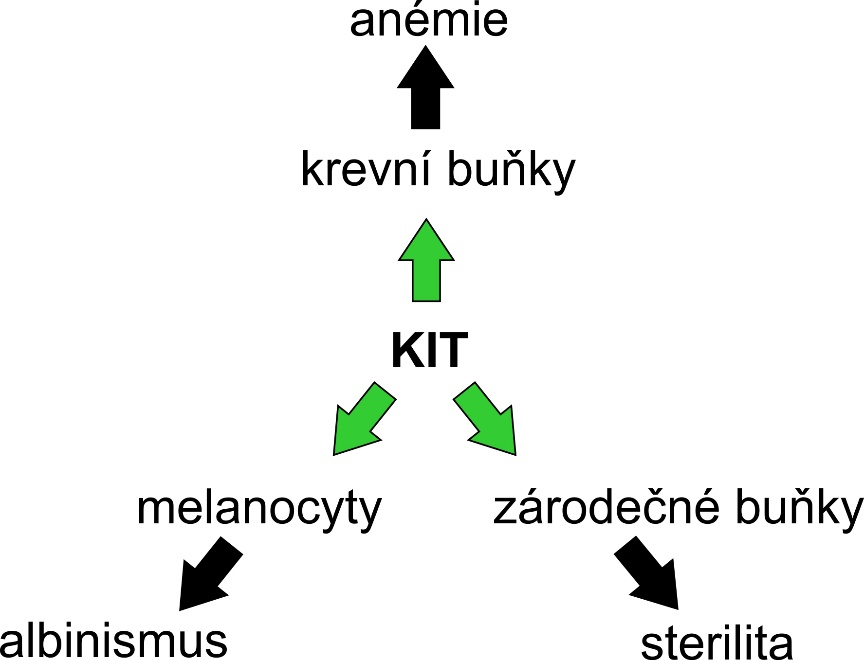 anémie
krevní buňky
KIT
melanocyty
zárodečné buňky
albinismus
sterilita